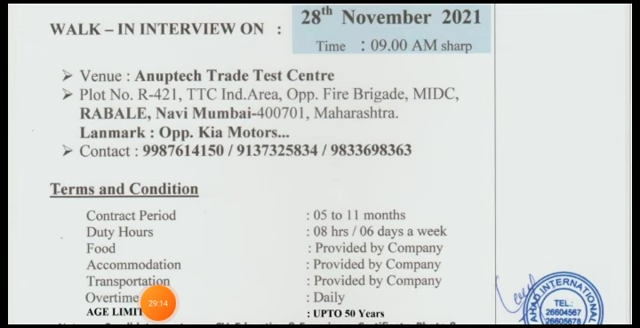 WALK – IN INTERVIEW ON :
28th November 2021
Time : 09.00 AM sharp
➢ Venue : Anuptech Trade Test Centre
➢ Plot No. R-421, TTC Ind.Area, Opp. Fire Brigade, MIDC,
RABALE, Navi Mumbai-400701, Maharashtra.
Lanmark : Opp. Kia Motors...
➢ Contact : 9987614150 / 9137325834 / 9833698363
Terms and Condition
Contract Period : 05 to 11 months
Duty Hours : 08 hrs / 06 days a week
Food : Provided by Company
Accommodation : Provided by Company
Transportation : Provided by Company
Overtime : Daily
29:14
AGE LIMIT : UPTO 50 Years
INTERNATIONAL
TEL.:
26604567
26605678